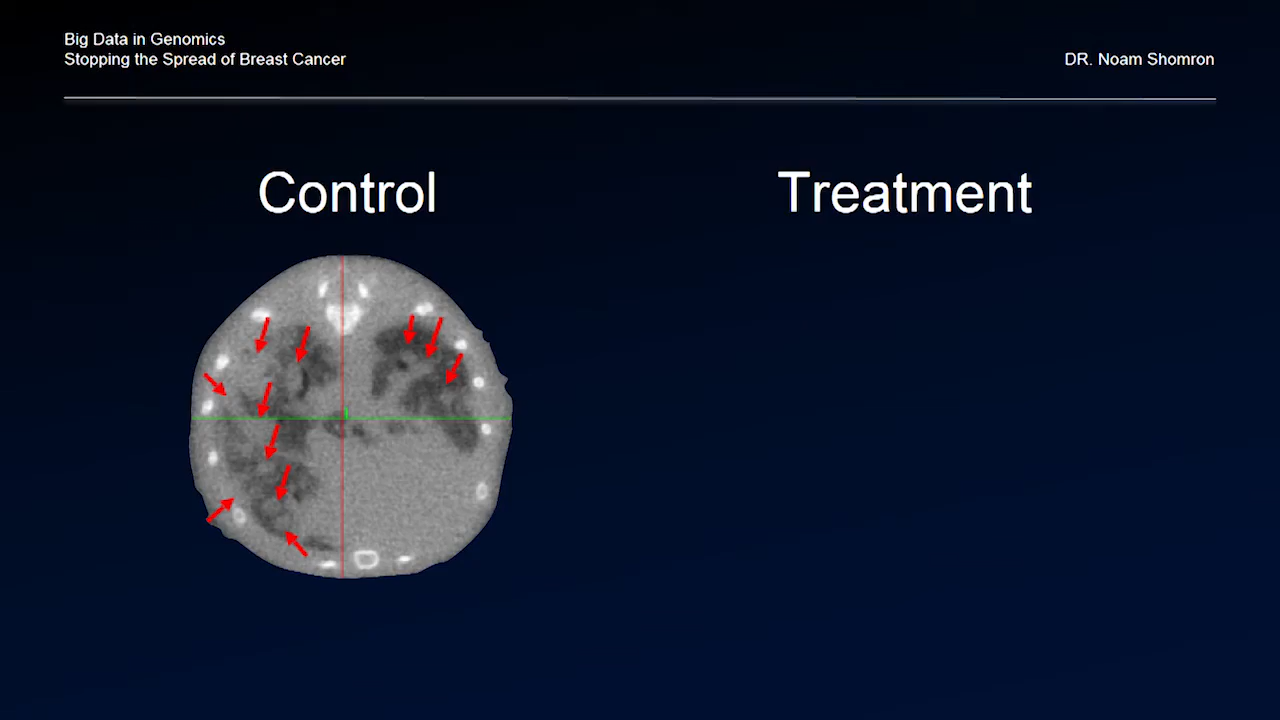 Big Data in Genomics
Stopping the Spread of Breast Cancer
DR. Noam Shomron
Control
Treatment